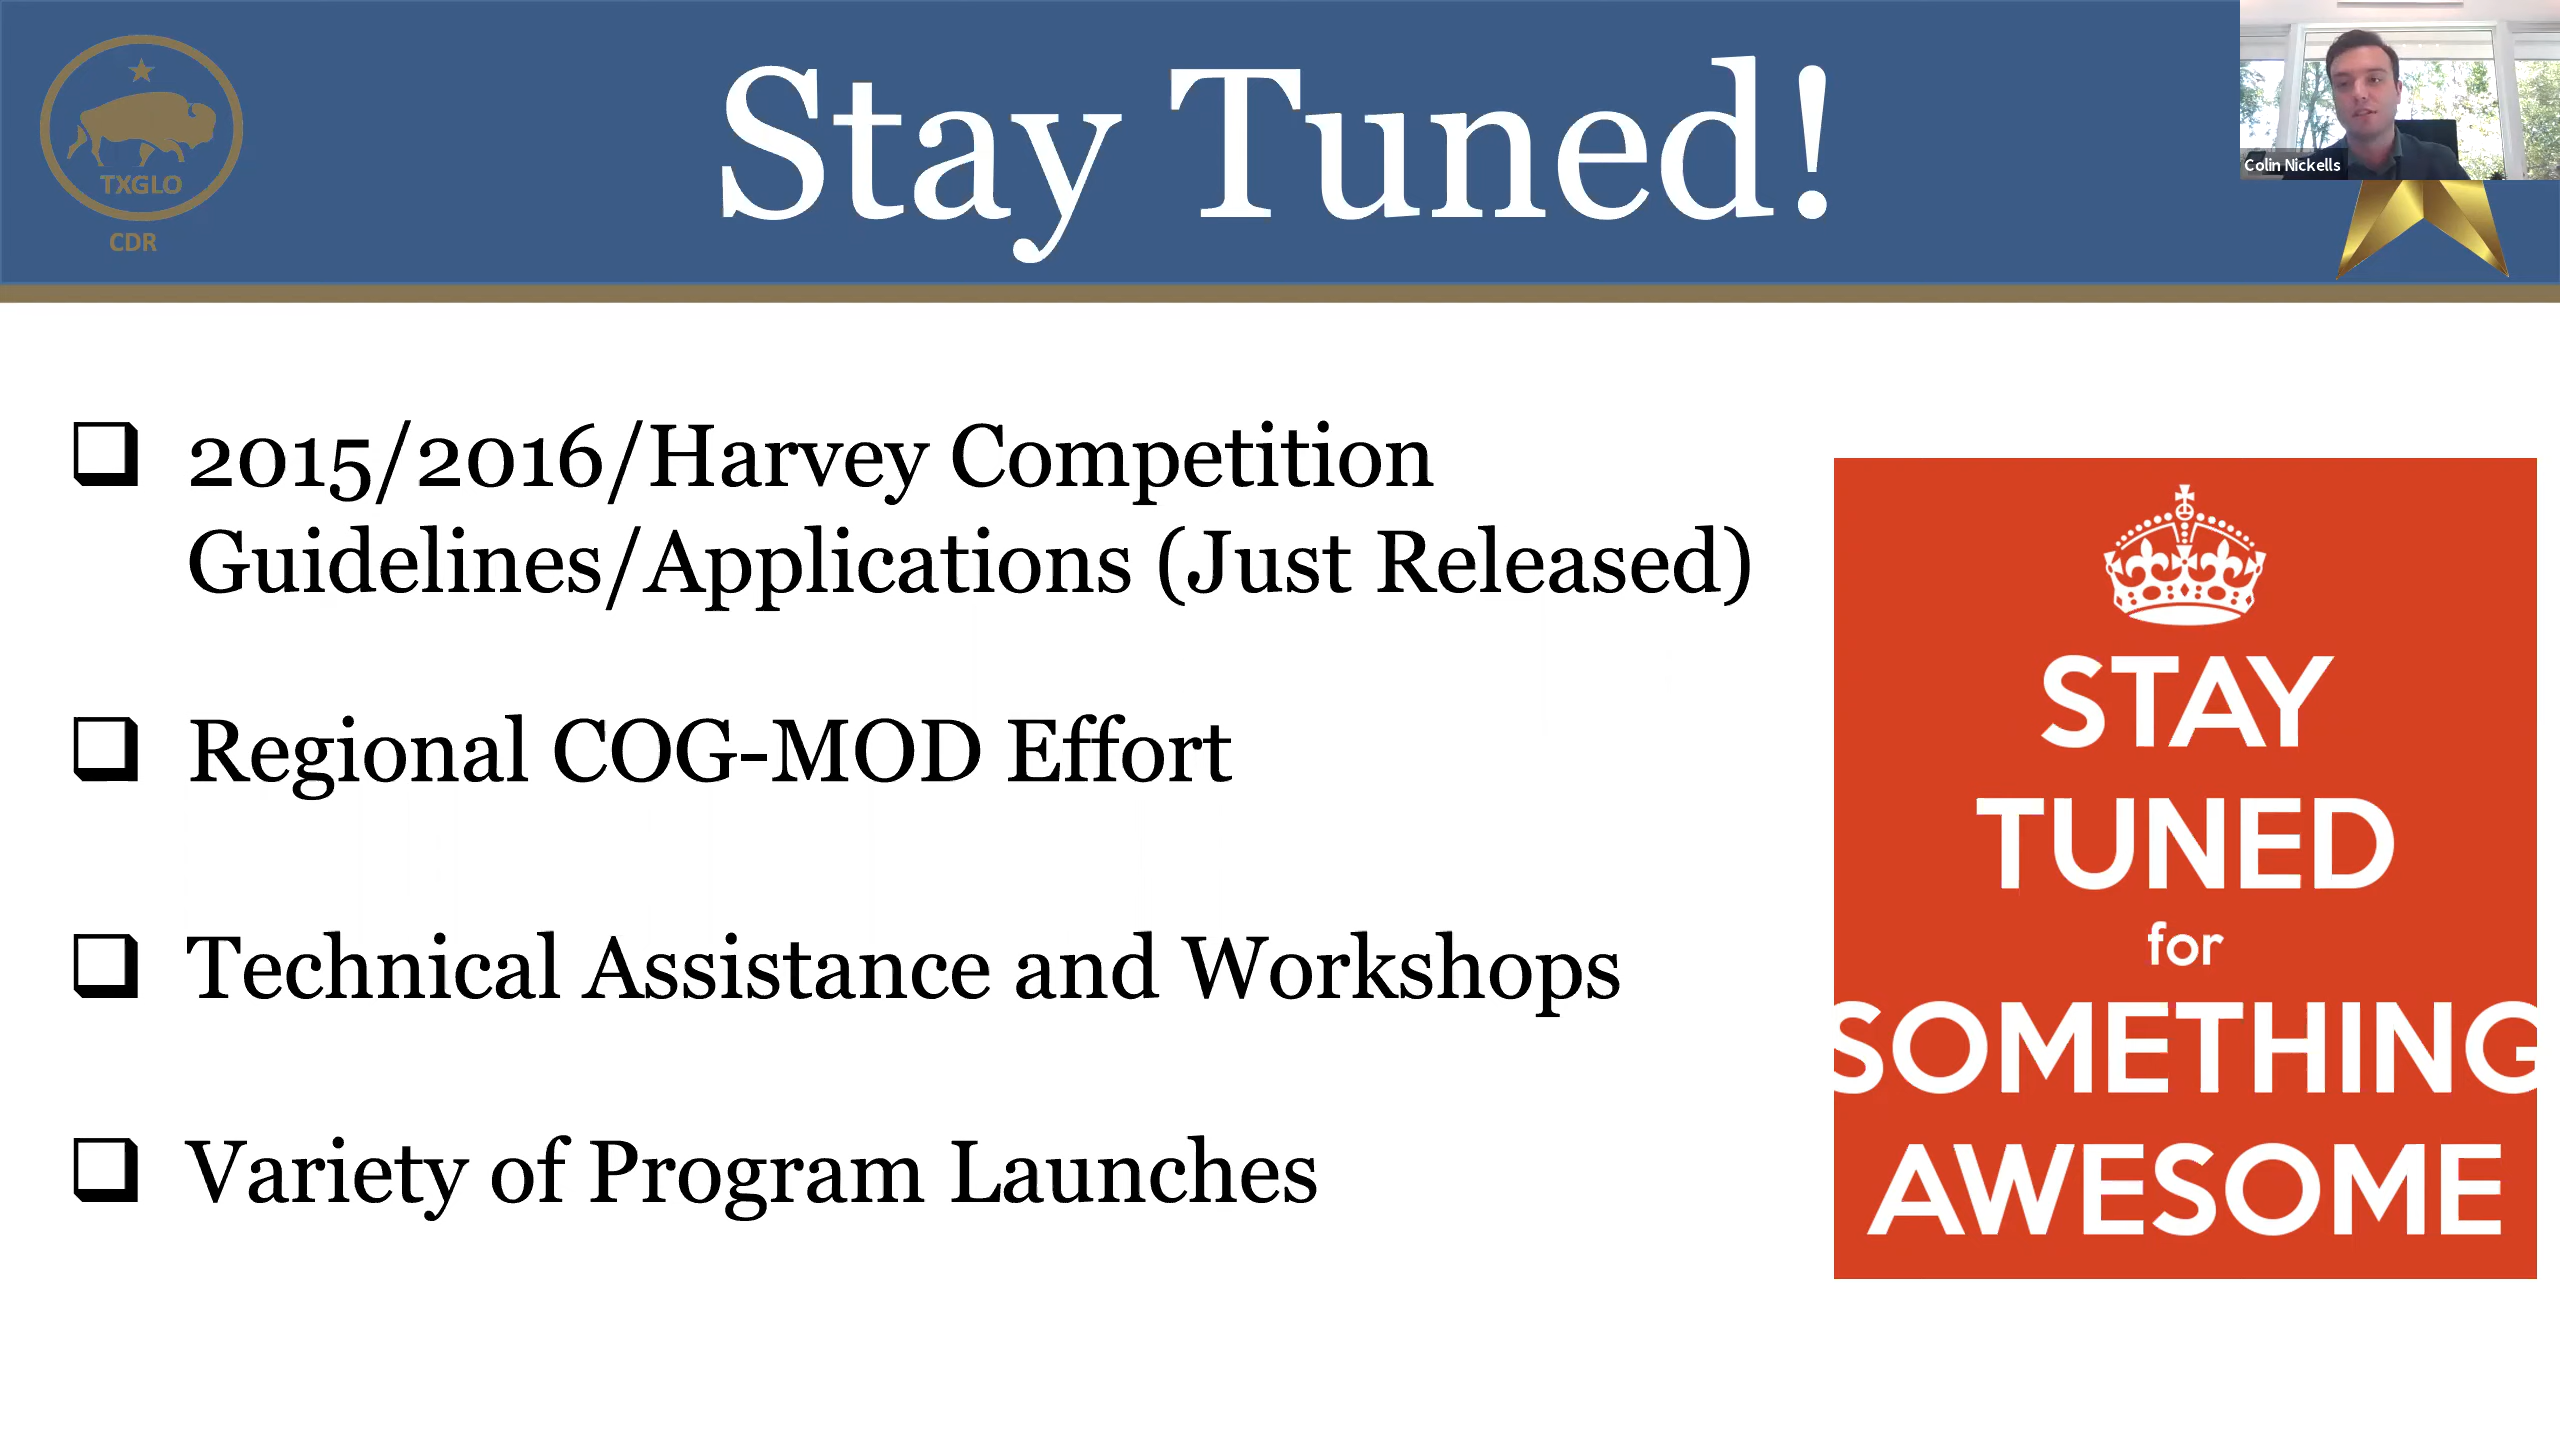 Stay Tuned!
TXGLO
CDR
Colin Nickells
❑ 2015/2016/Harvey Competition
Guidelines/Applications (Just Released)
❑ Regional COG-MOD Effort
❑ Technical Assistance and Workshops
❑ Variety of Program Launches
STAY
TUNED
for
SOMETHING
AWESOME